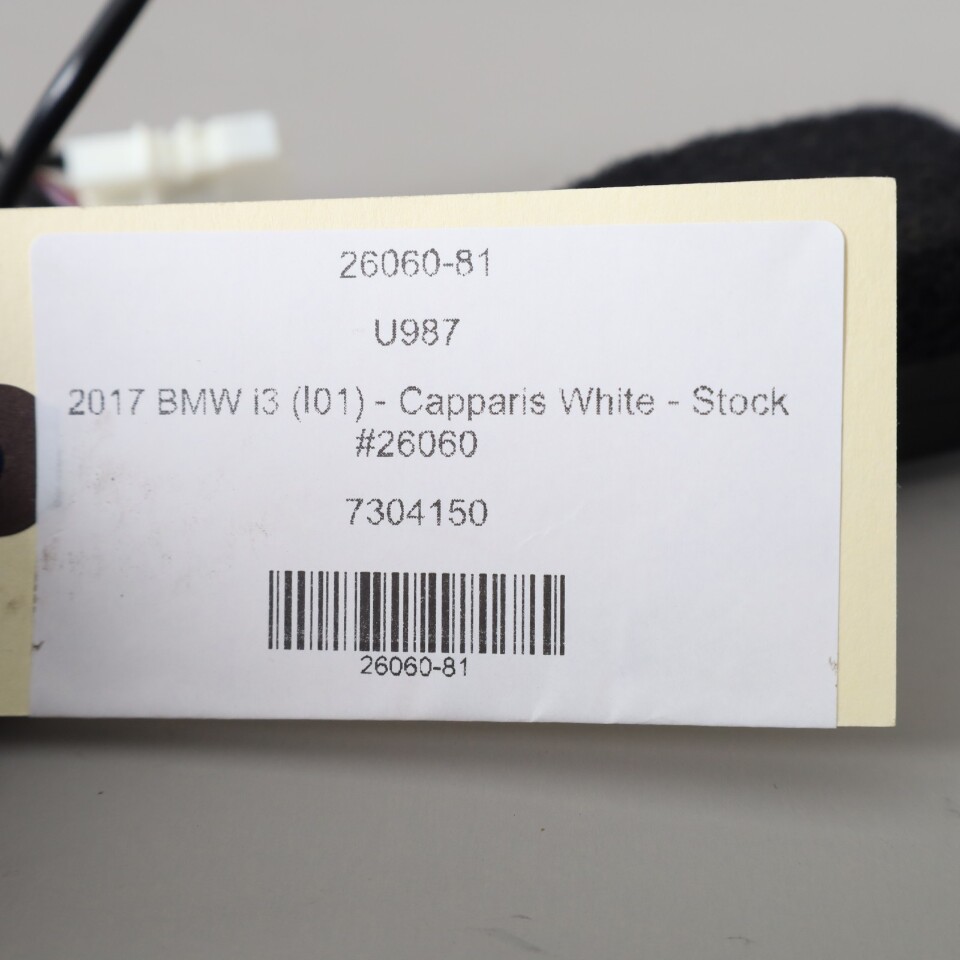 26060-81
U987
2017 BMW i3 (I01) - Capparis White - Stock
#26060
7304150
26060-81